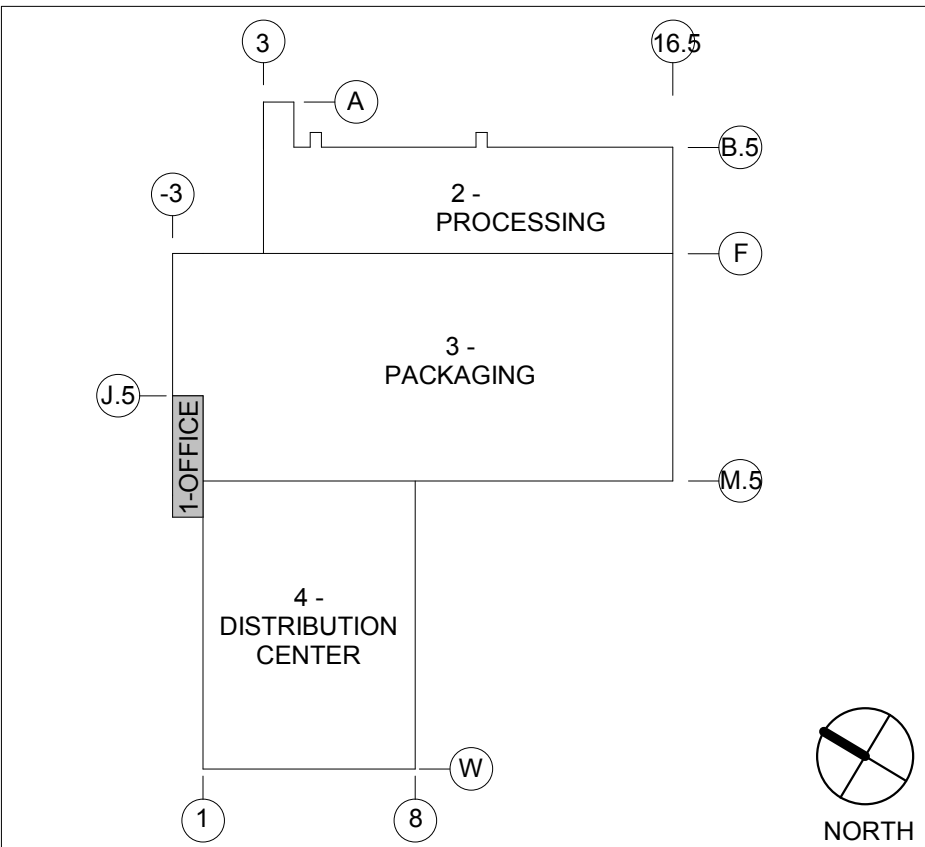 3
16.5
A
B.5
-3
2 -
PROCESSING
F
3 -
PACKAGING
J.5
1-OFFICE
M.5
4 -
DISTRIBUTION
CENTER
W
1
8
NORTH